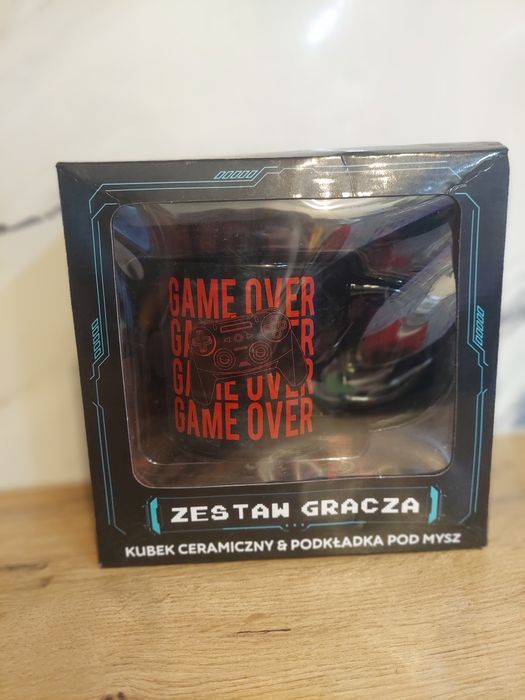 GAME OVER
GAME OVER
GAME OVER
GAME OVER
ZESTAW GRACZA
KUBEK CERAMICZNY & PODKŁADKA POD MYSZ